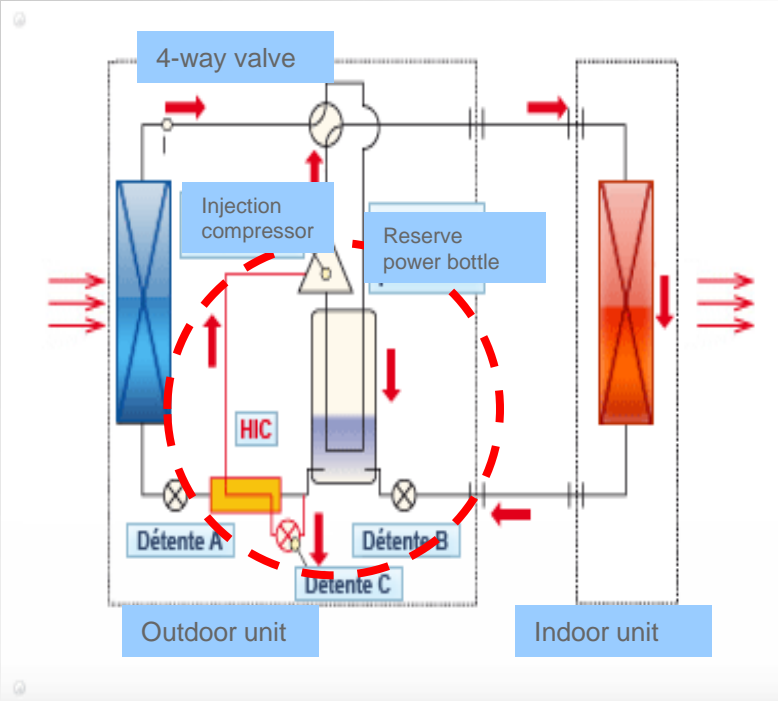 4-way valve
Injection
compressor
Reserve
power bottle
HIC
Détente A
Détente B
Détente C
Outdoor unit
Indoor unit